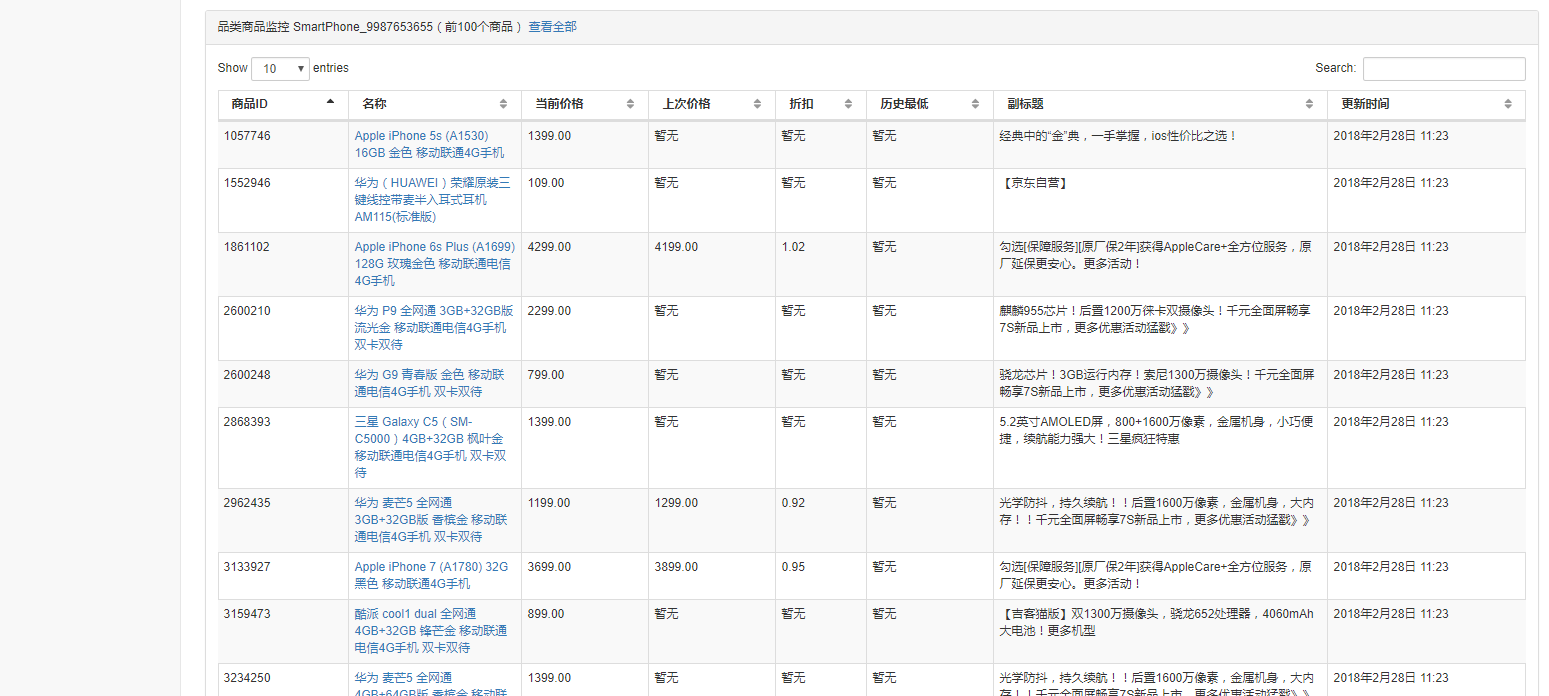 品类商品监控 SmartPhone_9987653655（前100个商品） 查看全部
Show 10 entries Search:
商品ID 名称 当前价格 上次价格 折扣 历史最低 副标题 更新时间
1057746 Apple iPhone 5s (A1530) 1399.00 暂无 暂无 暂无 经典中的“金”典，一手掌握，ios性价比之选！ 2018年2月28日 11:23
16GB 金色 移动联通4G手机
1552946 华为（HUAWEI）荣耀原装三 109.00 暂无 暂无 暂无 【京东自营】 2018年2月28日 11:23
键线控带麦半入耳式耳机
AM115(标准版)
1861102 Apple iPhone 6s Plus (A1699) 4299.00 4199.00 1.02 暂无 勾选[保障服务][原厂保2年]获得AppleCare+全方位服务，原 2018年2月28日 11:23
128G 玫瑰金色 移动联通电信 厂延保更安心。更多活动！
4G手机
2600210 华为 P9 全网通 3GB+32GB版 2299.00 暂无 暂无 暂无 麒麟955芯片！后置1200万徕卡双摄像头！千元全面屏畅享 2018年2月28日 11:23
流光金 移动联通电信4G手机 7S新品上市，更多优惠活动猛戳》》
双卡双待
2600248 华为 G9 青春版 金色 移动联 799.00 暂无 暂无 暂无 骁龙芯片！3GB运行内存！索尼1300万摄像头！千元全面屏 2018年2月28日 11:23
通电信4G手机 双卡双待 畅享7S新品上市，更多优惠活动猛戳》》
2868393 三星 Galaxy C5（SM- 1399.00 暂无 暂无 暂无 5.2英寸AMOLED屏，800+1600万像素，金属机身，小巧便 2018年2月28日 11:23
C5000）4GB+32GB 枫叶金 捷，续航能力强大！三星疯狂特惠
移动联通电信4G手机 双卡双
待
2962435 华为 麦芒5 全网通 1199.00 1299.00 0.92 暂无 光学防抖，持久续航！！后置1600万像素，金属机身，大内 2018年2月28日 11:23
3GB+32GB版 香槟金 移动联 存！！千元全面屏畅享7S新品上市，更多优惠活动猛戳》》
通电信4G手机 双卡双待
3133927 Apple iPhone 7 (A1780) 32G 3699.00 3899.00 0.95 暂无 勾选[保障服务][原厂保2年]获得AppleCare+全方位服务，原 2018年2月28日 11:23
黑色 移动联通4G手机 厂延保更安心。更多活动！
3159473 酷派 cool1 dual 全网通 899.00 暂无 暂无 暂无 【吉客猫版】双1300万摄像头，骁龙652处理器，4060mAh 2018年2月28日 11:23
4GB+32GB 锋芒金 移动联通 大电池！更多机型
电信4G手机 双卡双待
3234250 华为 麦芒5 全网通 1399.00 暂无 暂无 暂无 光学防抖，持久续航！！后置1600万像素，金属机身，大内 2018年2月28日 11:23
4GB+64GB版 香槟金 移动联 存！！千元全面屏畅享7S新品上市，更多优惠活动猛戳》》